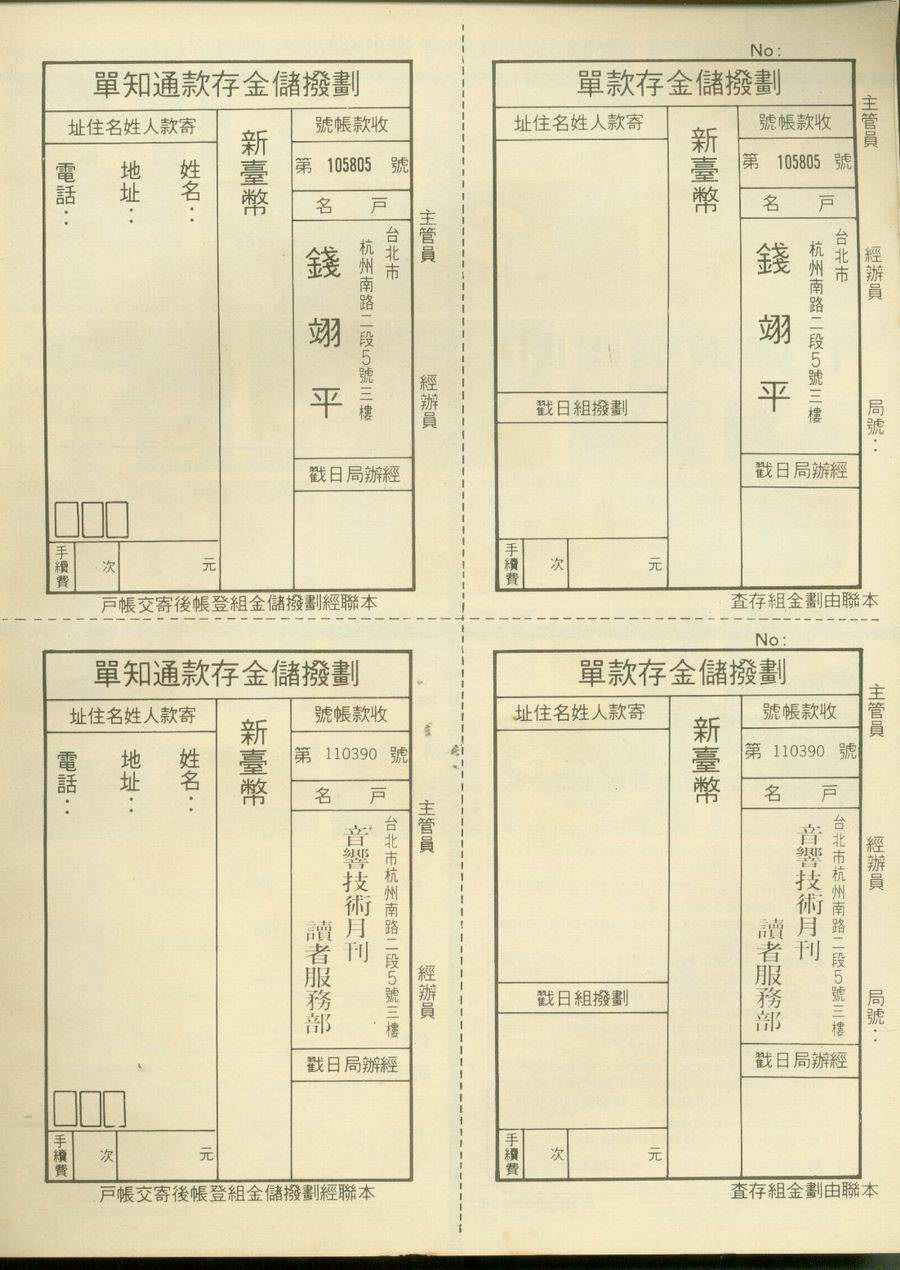 劃撥儲金存款通知單
收款帳號
第 105805 號
戶名
台北市
杭州南路二段5號三樓
錢翊平
經辦局日戳
新臺幣
寄款人姓名住址
姓名：
地址：
電話：
手續費
次
元
主管員
經辦員
本聯經劃撥儲金組登帳後寄交帳戶
No:
劃撥儲金存款單
收款帳號
第 105805 號
戶名
台北市
杭州南路二段5號三樓
錢翊平
經辦局日戳
新臺幣
寄款人姓名住址
劃撥組日戳
手續費
次
元
主管員
經辦員
局號：
本聯由劃金組存查
劃撥儲金存款通知單
收款帳號
第 110390 號
戶名
台北市杭州南路二段5號三樓
音響技術月刊
讀者服務部
經辦局日戳
新臺幣
寄款人姓名住址
姓名：
地址：
電話：
手續費
次
元
主管員
經辦員
本聯經劃撥儲金組登帳後寄交帳戶
No:
劃撥儲金存款單
收款帳號
第 110390 號
戶名
台北市杭州南路二段5號三樓
音響技術月刊
讀者服務部
經辦局日戳
新臺幣
寄款人姓名住址
劃撥組日戳
手續費
次
元
主管員
經辦員
局號：
本聯由劃金組存查